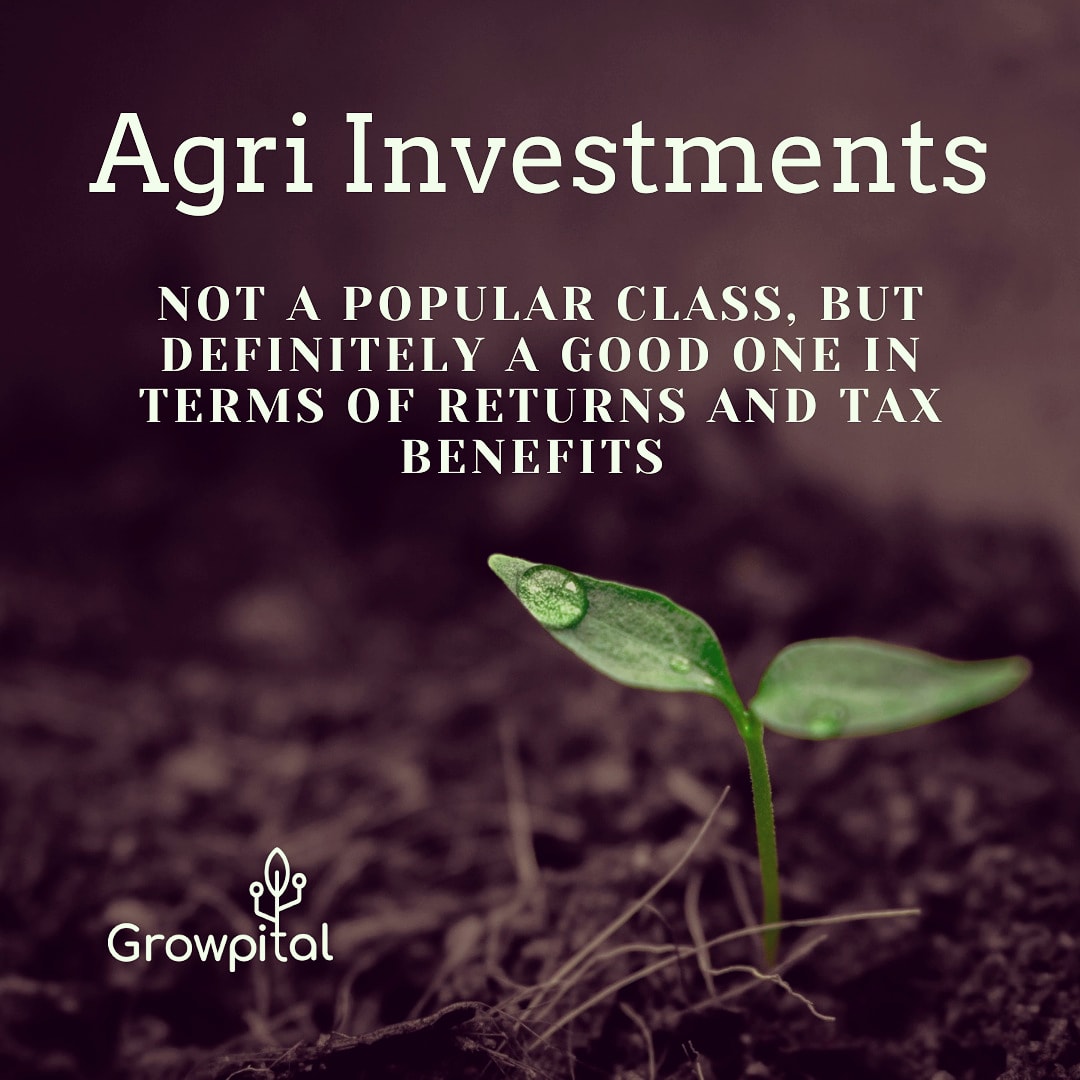 Agri Investments
NOT A POPULAR CLASS, BUT
DEFINITELY A GOOD ONE IN
TERMS OF RETURNS AND TAX
BENEFITS
Growpital